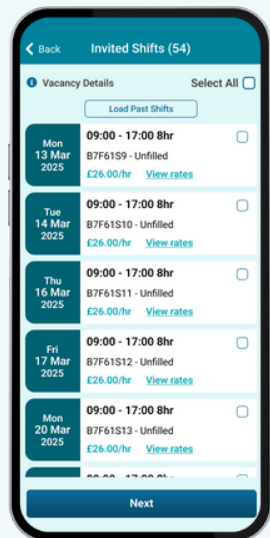 Back Invited Shifts (54)
Vacancy Details Select All
Load Past Shifts
Mon
13 Mar
2025
09:00 - 17:00 8hr
B7F61S9 - Unfilled
£26.00/hr View rates
Tue
14 Mar
2025
09:00 - 17:00 8hr
B7F61S10 - Unfilled
£26.00/hr View rates
Thu
16 Mar
2025
09:00 - 17:00 8hr
B7F61S11 - Unfilled
£26.00/hr View rates
Fri
17 Mar
2025
09:00 - 17:00 8hr
B7F61S12 - Unfilled
£26.00/hr View rates
Mon
20 Mar
2025
09:00 - 17:00 8hr
B7F61S13 - Unfilled
£26.00/hr View rates
Next